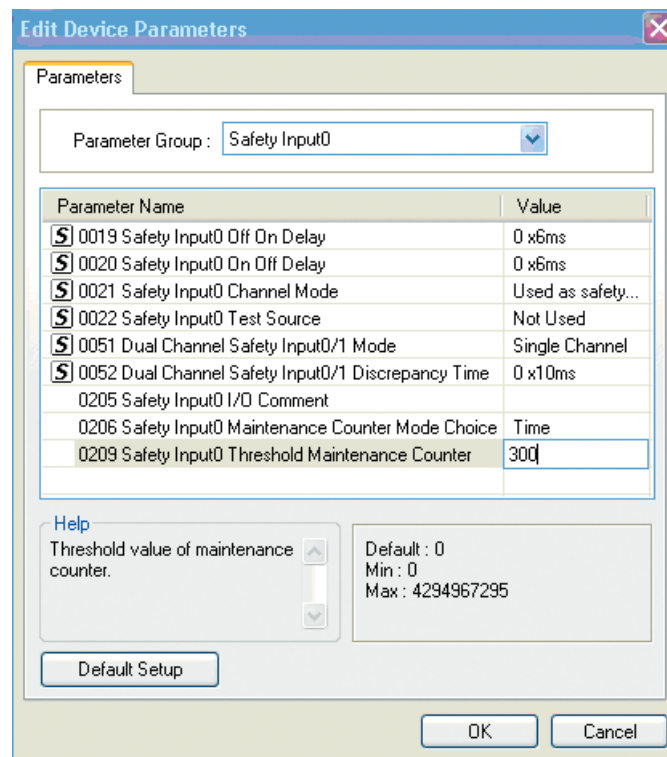 Edit Device Parameters
Parameters
Parameter Group : Safety Input0
Parameter Name Value
S 0019 Safety Input0 Off On Delay 0 x6ms
S 0020 Safety Input0 On Off Delay 0 x6ms
S 0021 Safety Input0 Channel Mode Used as safety...
S 0022 Safety Input0 Test Source Not Used
S 0051 Dual Channel Safety Input0/1 Mode Single Channel
S 0052 Dual Channel Safety Input0/1 Discrepancy Time 0 x10ms
0205 Safety Input0 I/O Comment
0206 Safety Input0 Maintenance Counter Mode Choice Time
0209 Safety Input0 Threshold Maintenance Counter 300
Help
Threshold value of maintenance
counter.
Default : 0
Min : 0
Max : 4294967295
Default Setup
OK Cancel